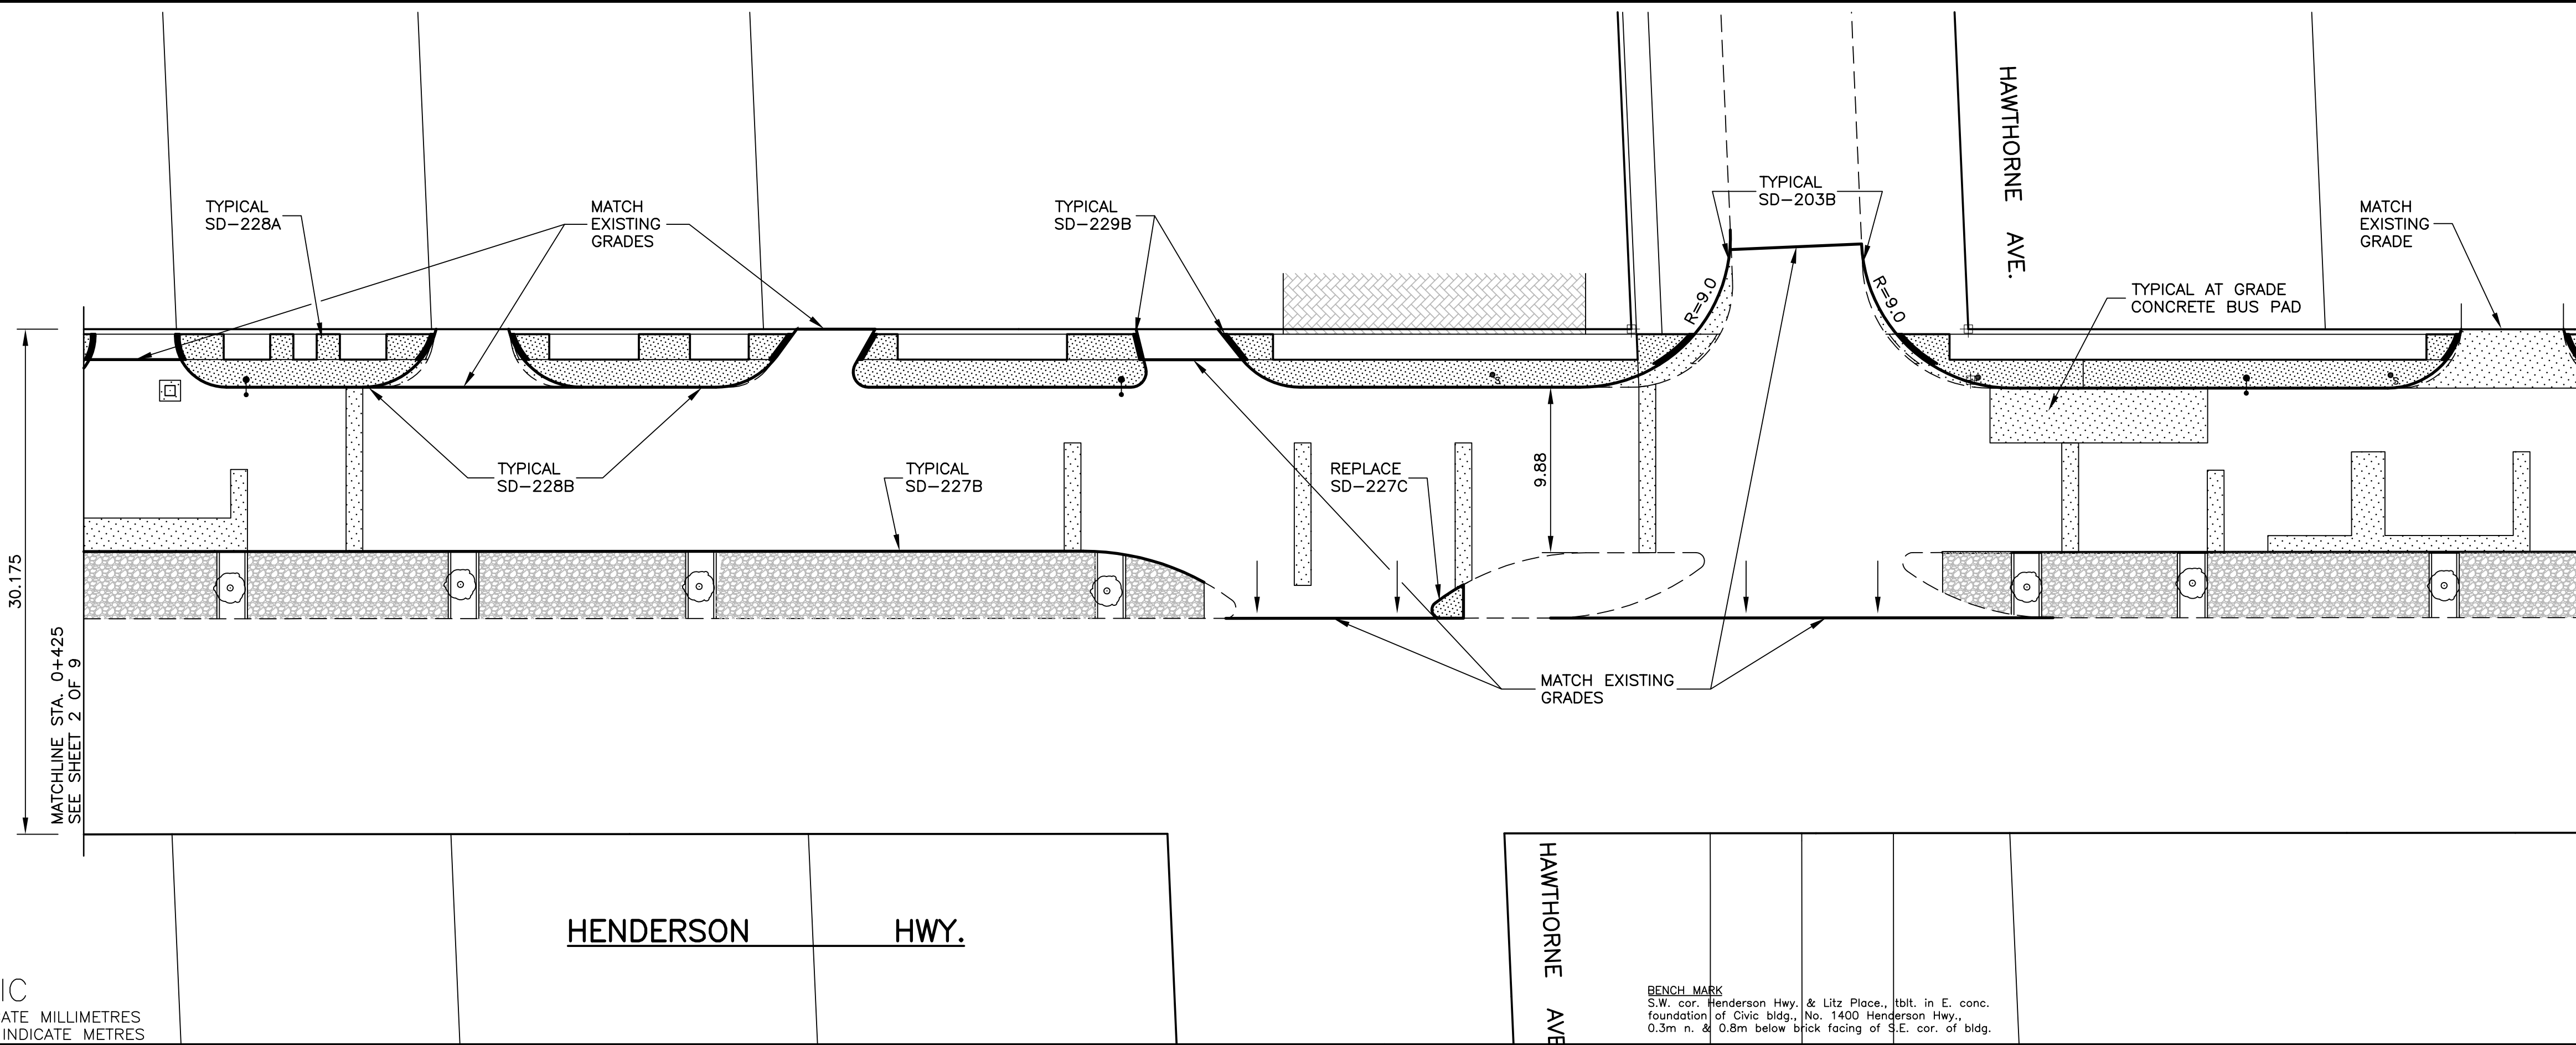 HAWTHORNE AVE.
TYPICAL
SD-228A
MATCH
EXISTING
GRADES
TYPICAL
SD-229B
TYPICAL
SD-203B
MATCH
EXISTING
GRADE
R=9.0
R=9.0
TYPICAL AT GRADE
CONCRETE BUS PAD
TYPICAL
SD-228B
TYPICAL
SD-227B
REPLACE
SD-227C
9.88
30.175
MATCHLINE STA. 0+425
SEE SHEET 2 OF 9
MATCH EXISTING
GRADES
HENDERSON HWY.
HAWTHORNE AVE
IC
ATE MILLIMETRES
INDICATE METRES
BENCH MARK
S.W. cor. Henderson Hwy. & Litz Place., tblt. in E. conc.
foundation of Civic bldg., No. 1400 Henderson Hwy.,
0.3m n. & 0.8m below brick facing of S.E. cor. of bldg.